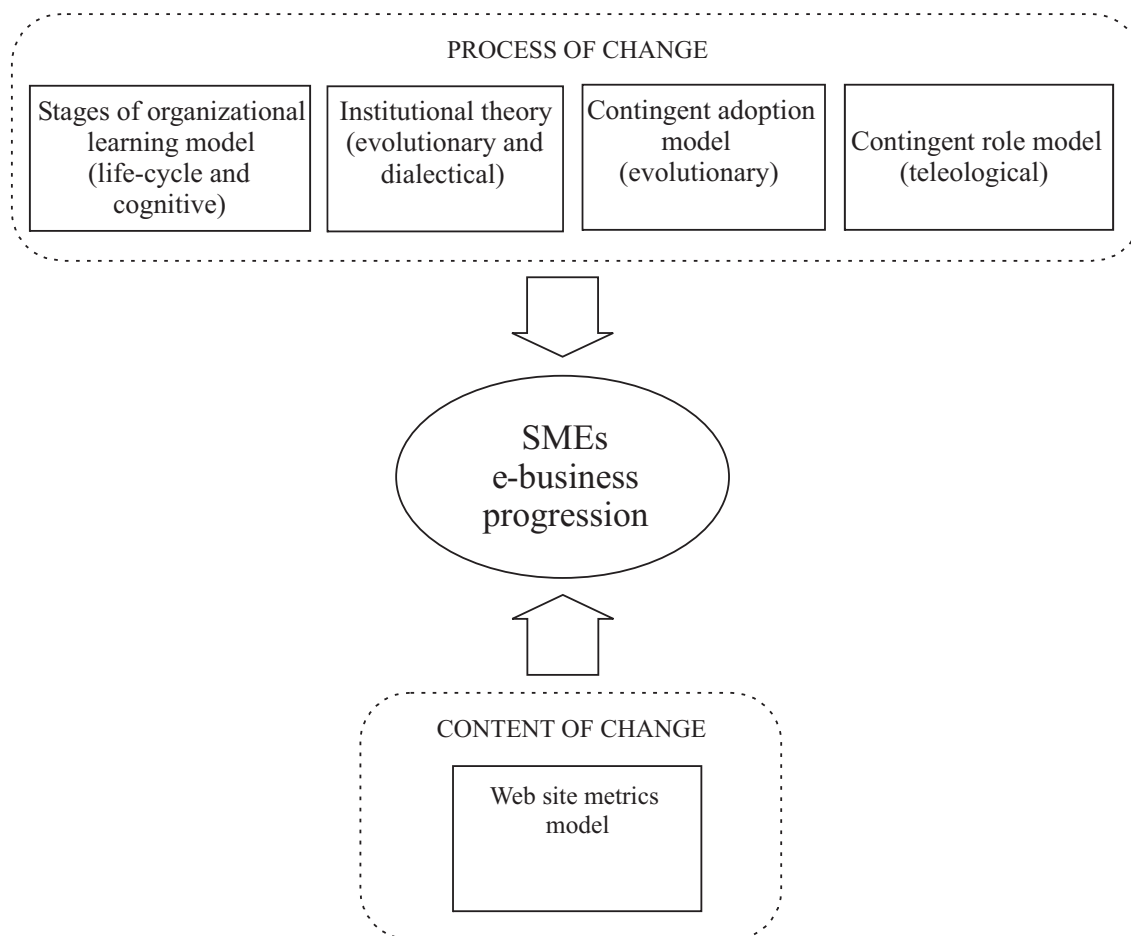 PROCESS OF CHANGE
Stages of organizational
learning model
(life-cycle and
cognitive)
Institutional theory
(evolutionary and
dialectical)
Contingent adoption
model
(evolutionary)
Contingent role model
(teleological)
SMEs
e-business
progression
CONTENT OF CHANGE
Web site metrics
model